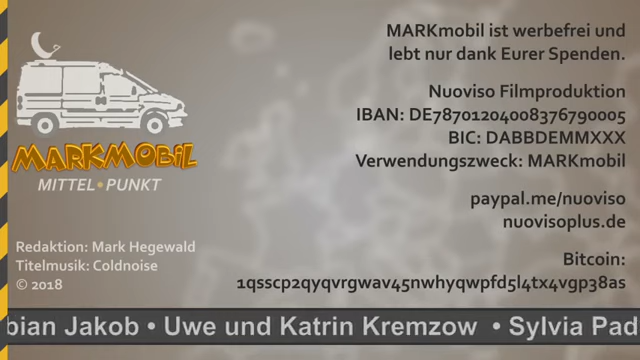 MARKMOBIL
MITTEL•PUNKT
Redaktion: Mark Hegewald
Titelmusik: Coldnoise
© 2018
MARKmobil ist werbefrei und
lebt nur dank Eurer Spenden.
Nuoviso Filmproduktion
IBAN: DE78701204008376790005
BIC: DABBDEMMXXX
Verwendungszweck: MARKmobil
paypal.me/nuoviso
nuovisoplus.de
Bitcoin:
1qsscp2qyqvrgwav45nwhyqwpfd5l4tx4vgp38as
bian Jakob • Uwe und Katrin Kremzow • Sylvia Pad